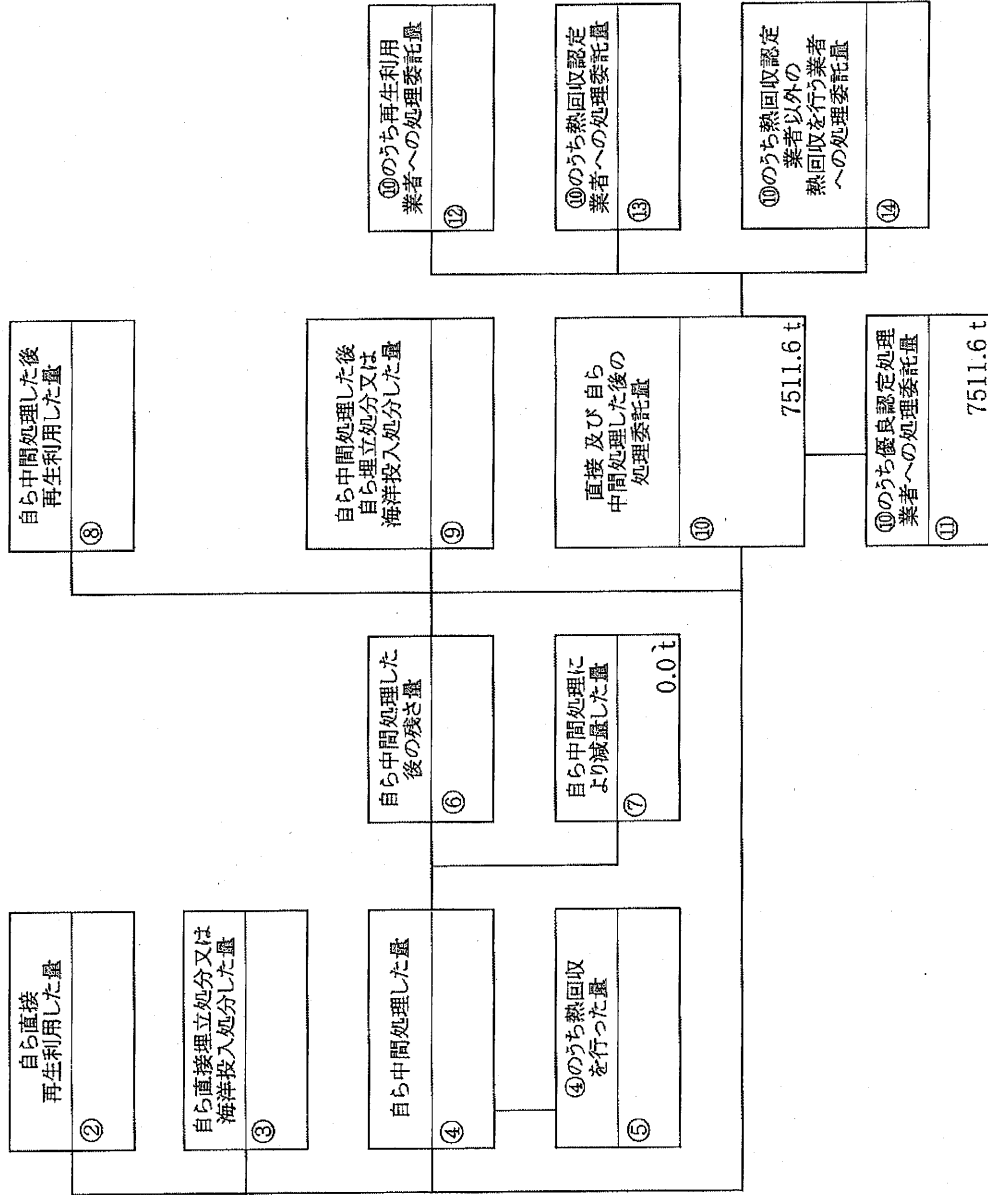 自ら直接
再生利用した量
②
自ら直接埋立処分又は
海洋投入処分した量
③
自ら中間処理した量
④
④のうち熱回収
を行った量
⑤
自ら中間処理した
後の残さ量
⑥
自ら中間処理に
より減量した量
⑦
0.0 t
自ら中間処理した後
再生利用した量
⑧
自ら中間処理した後
自ら埋立処分又は
海洋投入処分した量
⑨
直接 及び 自ら
中間処理した後の
処理委託量
⑩
7511.6 t
⑩のうち優良認定処理
業者への処理委託量
⑪
7511.6 t
⑩のうち再生利用
業者への処理委託量
⑫
⑩のうち熱回収認定
業者への処理委託量
⑬
⑩のうち熱回収認定
業者以外の
熱回収を行う業者
への処理委託量
⑭